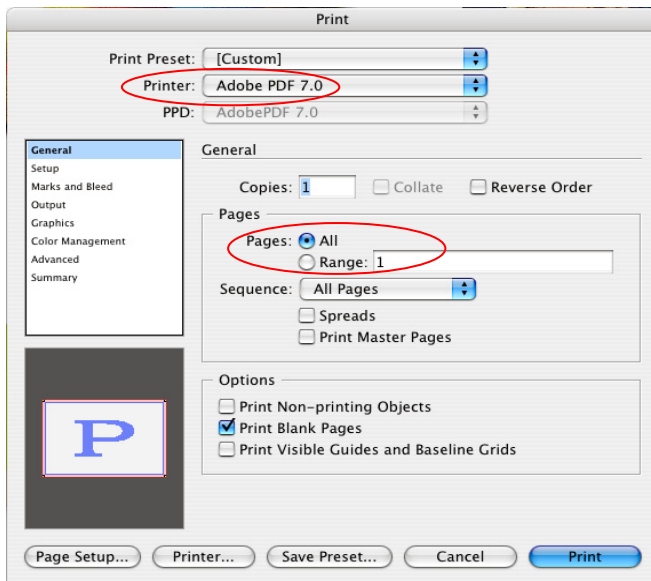 Print
Print Preset: [Custom]
Printer: Adobe PDF 7.0
PPD: AdobePDF 7.0
General
Setup
Marks and Bleed
Output
Graphics
Color Management
Advanced
Summary
General
Copies: 1 Collate Reverse Order
Pages
Pages: All
Range: 1
Sequence: All Pages
Spreads
Print Master Pages
Options
Print Non-printing Objects
Print Blank Pages
Print Visible Guides and Baseline Grids
P
Page Setup... Printer... Save Preset... Cancel Print